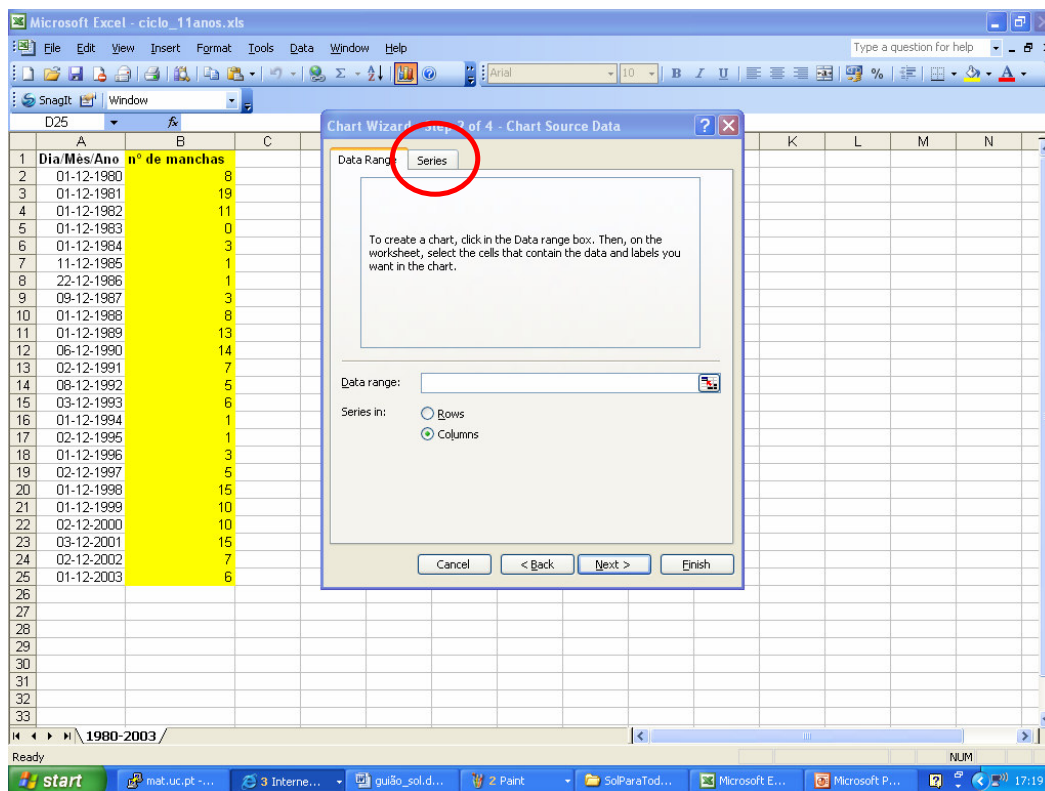 Microsoft Excel - ciclo_11anos.xls
File Edit View Insert Format Tools Data Window Help
Type a question for help
Arial 10 B I U %
SnagIt Window
D25 fx
Chart Wizard - Step 2 of 4 - Chart Source Data
A B C K L M N
Data Range Series
1 Dia/Mês/Ano nº de manchas
2 01-12-1980 8
3 01-12-1981 19
4 01-12-1982 11
5 01-12-1983 0
6 01-12-1984 3
7 11-12-1985 1
8 22-12-1986 1
9 09-12-1987 3
10 01-12-1988 8
11 01-12-1989 13
12 06-12-1990 14
13 02-12-1991 7
14 08-12-1992 5
15 03-12-1993 6
16 01-12-1994 1
17 02-12-1995 1
18 01-12-1996 3
19 02-12-1997 5
20 01-12-1998 15
21 01-12-1999 10
22 02-12-2000 10
23 03-12-2001 15
24 02-12-2002 7
25 01-12-2003 6
26
27
28
29
30
31
32
33
To create a chart, click in the Data range box. Then, on the
worksheet, select the cells that contain the data and labels you
want in the chart.
Data range:
Series in: Rows
Columns
Cancel < Back Next > Finish
1980-2003
Ready NUM
start mat.uc.pt -... 3 Interne... guião_sol.d... 2 Paint SolParaTod... Microsoft E... Microsoft P... 17:19